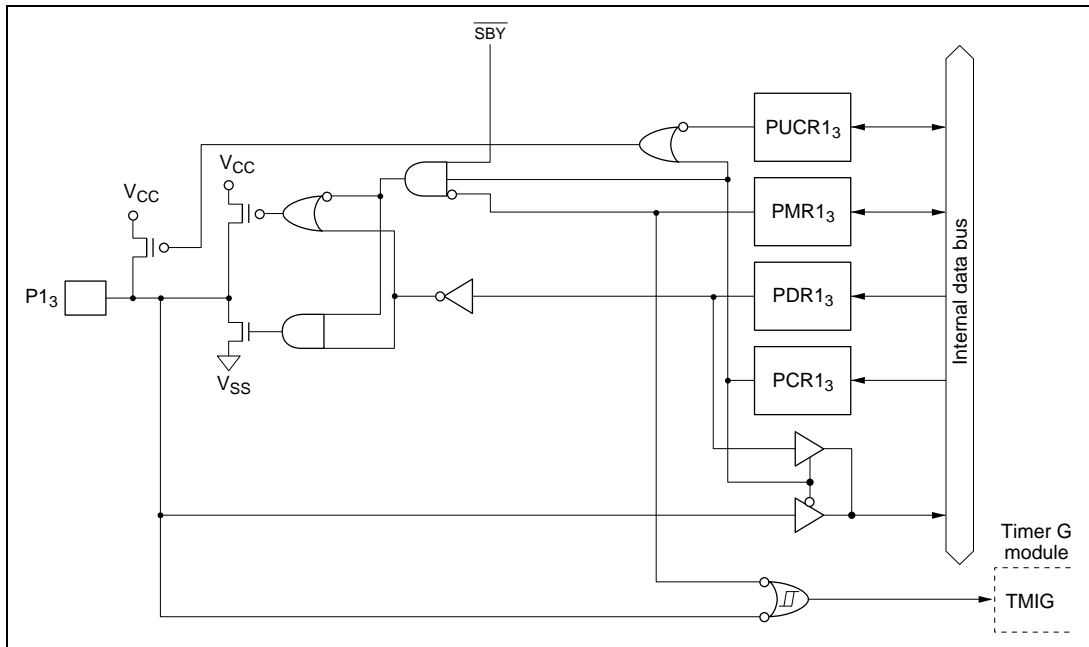 SBY
PUCR1₃
V_CC
V_CC
PMR1₃
P1₃
PDR1₃
Internal data bus
V_SS
PCR1₃
Timer G
module
TMIG